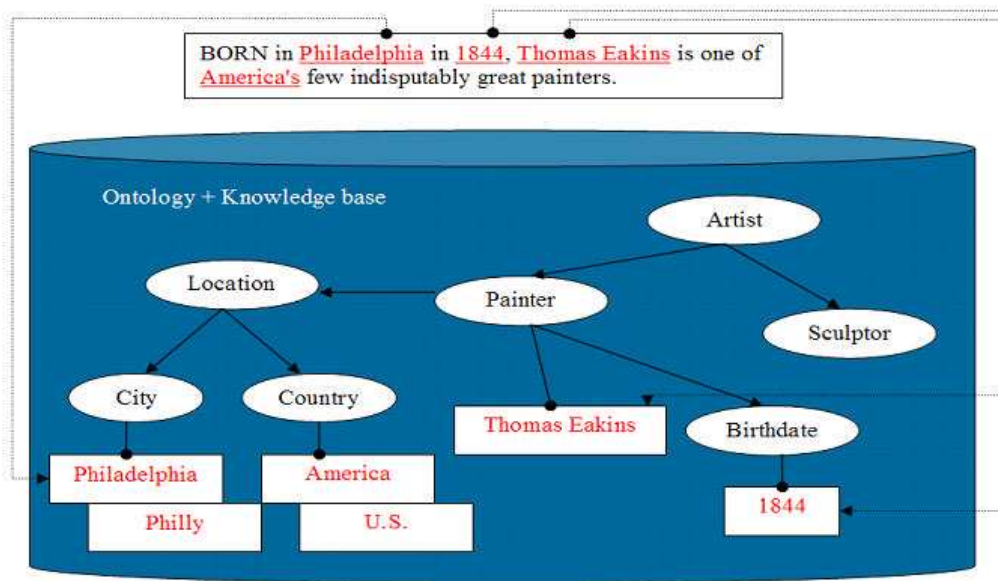 BORN in Philadelphia in 1844, Thomas Eakins is one of
America's few indisputably great painters.
Ontology + Knowledge base
Artist
Location
Painter
Sculptor
City
Country
Thomas Eakins
Birthdate
Philadelphia
America
1844
Philly
U.S.